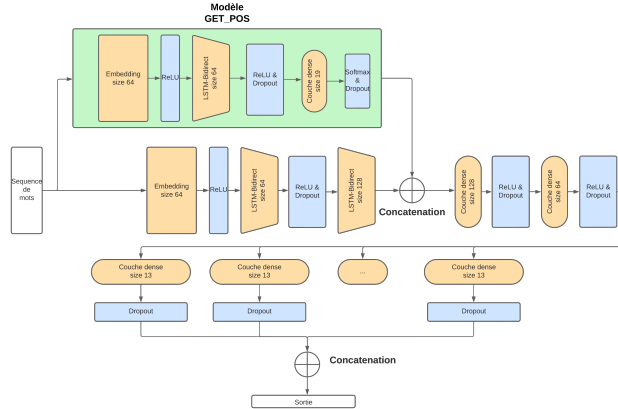 Modèle
GET_POS
Embedding
size 64
ReLU
LSTM-Bidirect
size 64
ReLU &
Dropout
Couche dense
size 19
Softmax
&
Dropout
Sequence
de
mots
Embedding
size 64
ReLU
LSTM-Bidirect
size 64
ReLU &
Dropout
LSTM-Bidirect
size 128
Concatenation
Couche dense
size 128
ReLU &
Dropout
Couche dense
size 64
ReLU &
Dropout
Couche dense
size 13
Couche dense
size 13
...
Couche dense
size 13
Dropout
Dropout
Dropout
Concatenation
Sortie